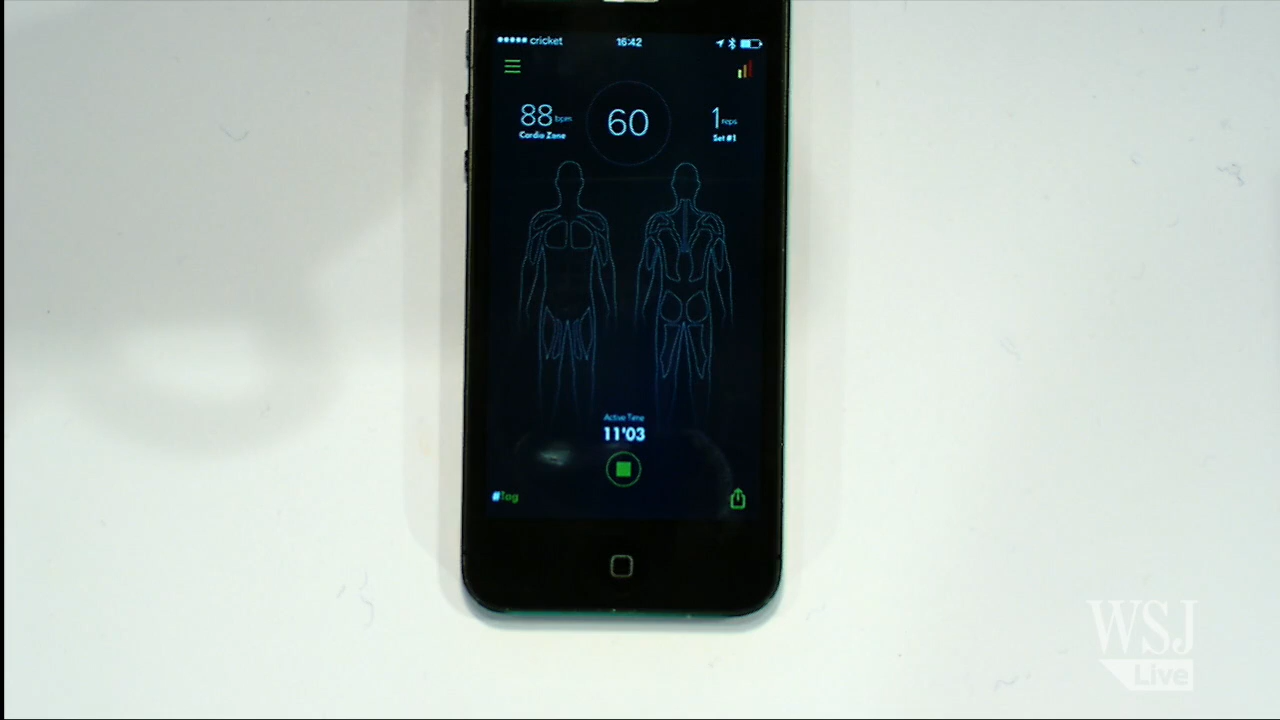 cricket 16:42
88 bpm
Cardio Zone
60
1 reps
Set #1
Active Time
11'03
#tag
WSJ
Live